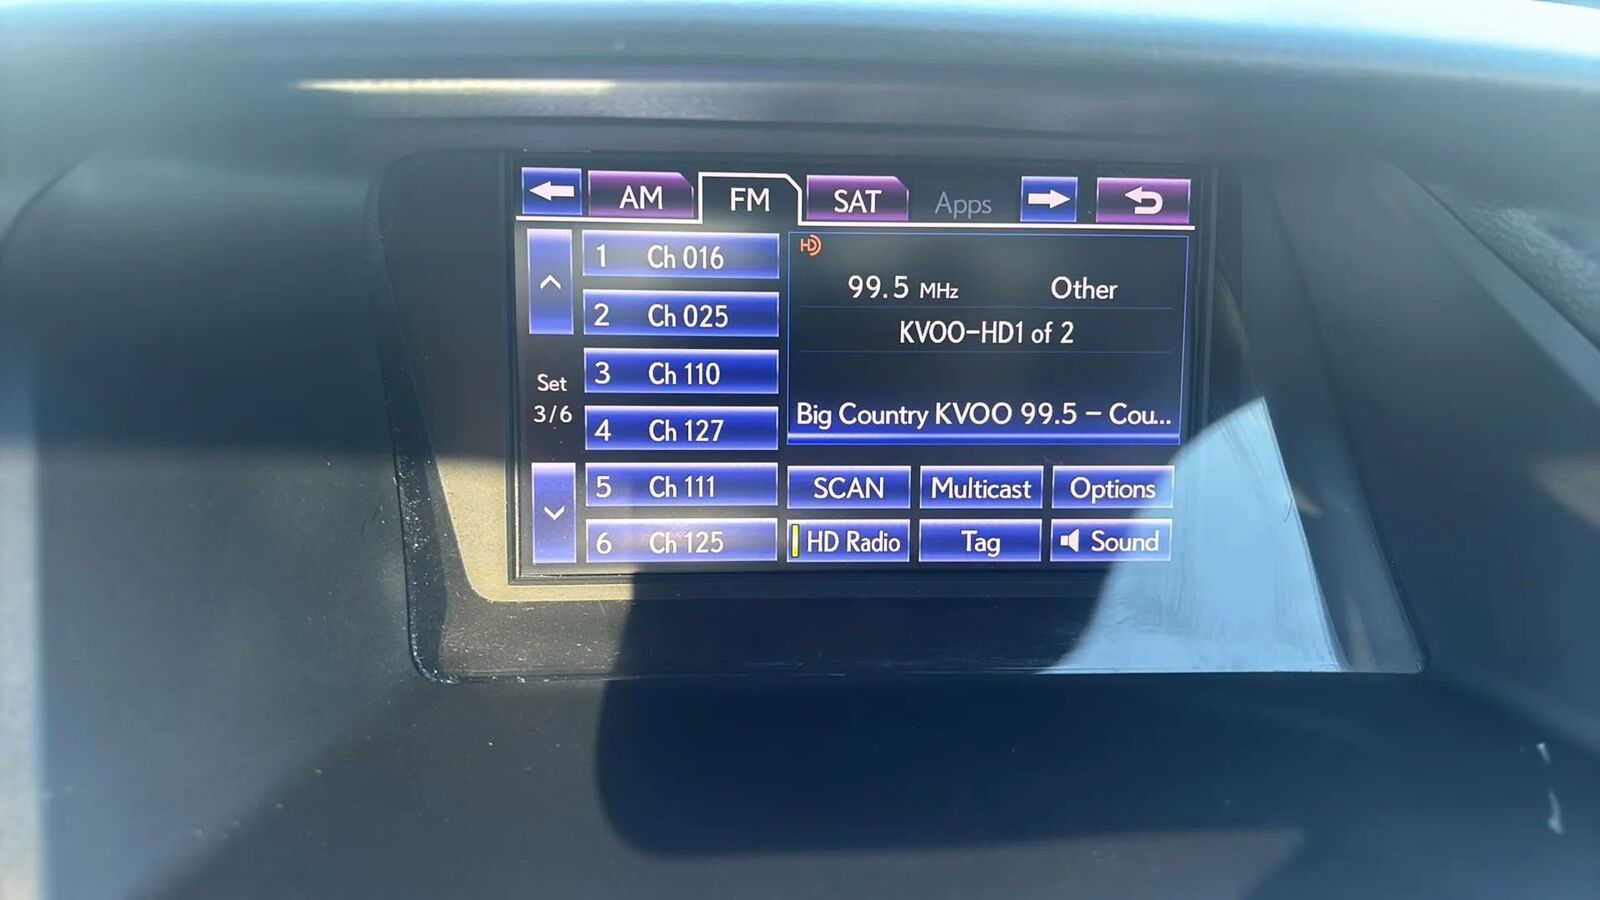 AM FM SAT Apps
1 Ch 016
2 Ch 025
3 Ch 110
4 Ch 127
5 Ch 111
6 Ch 125
Set
3/6
HD
99.5 MHz Other
KVOO-HD1 of 2
Big Country KVOO 99.5 - Cou...
SCAN Multicast Options
HD Radio Tag Sound